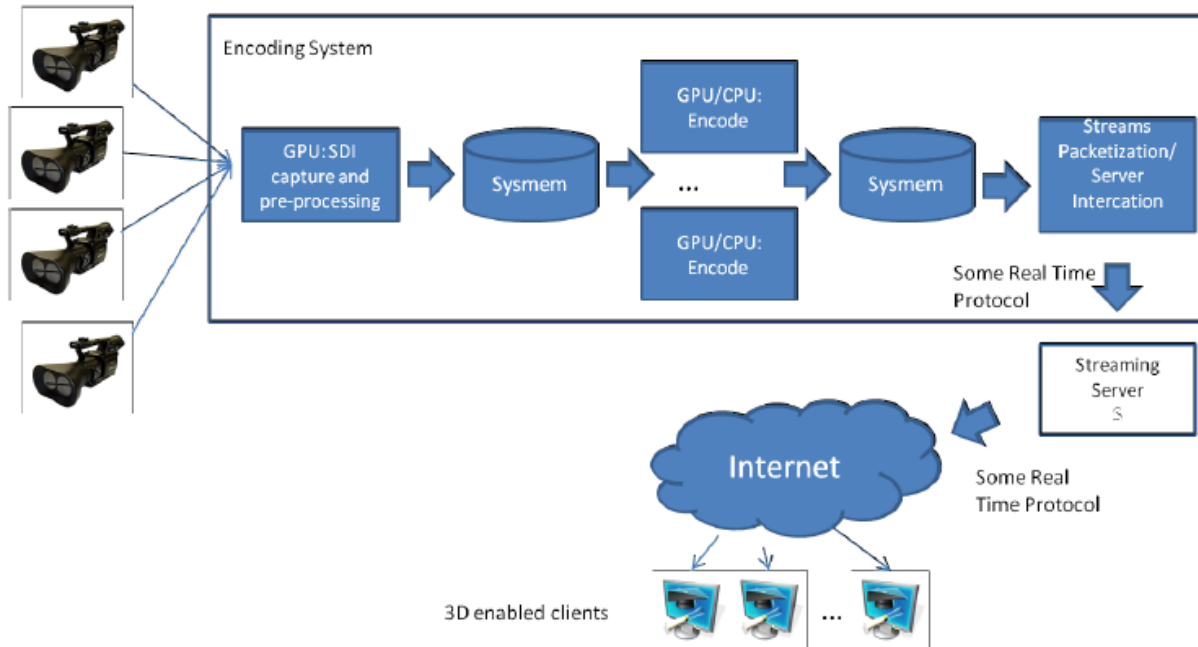 Encoding System
GPU: SDI
capture and
pre-processing
Sysmem
GPU/CPU:
Encode
...
GPU/CPU:
Encode
Sysmem
Streams
Packetization/
Server
Intercation
Some Real Time
Protocol
Streaming
Server
S
Internet
Some Real
Time Protocol
3D enabled clients
...